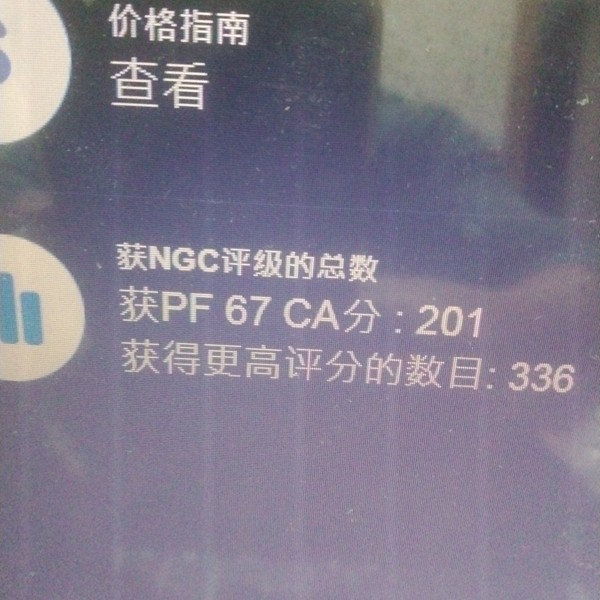 价格指南
查看
获NGC评级的总数
获PF 67 CA分 : 201
获得更高评分的数目: 336